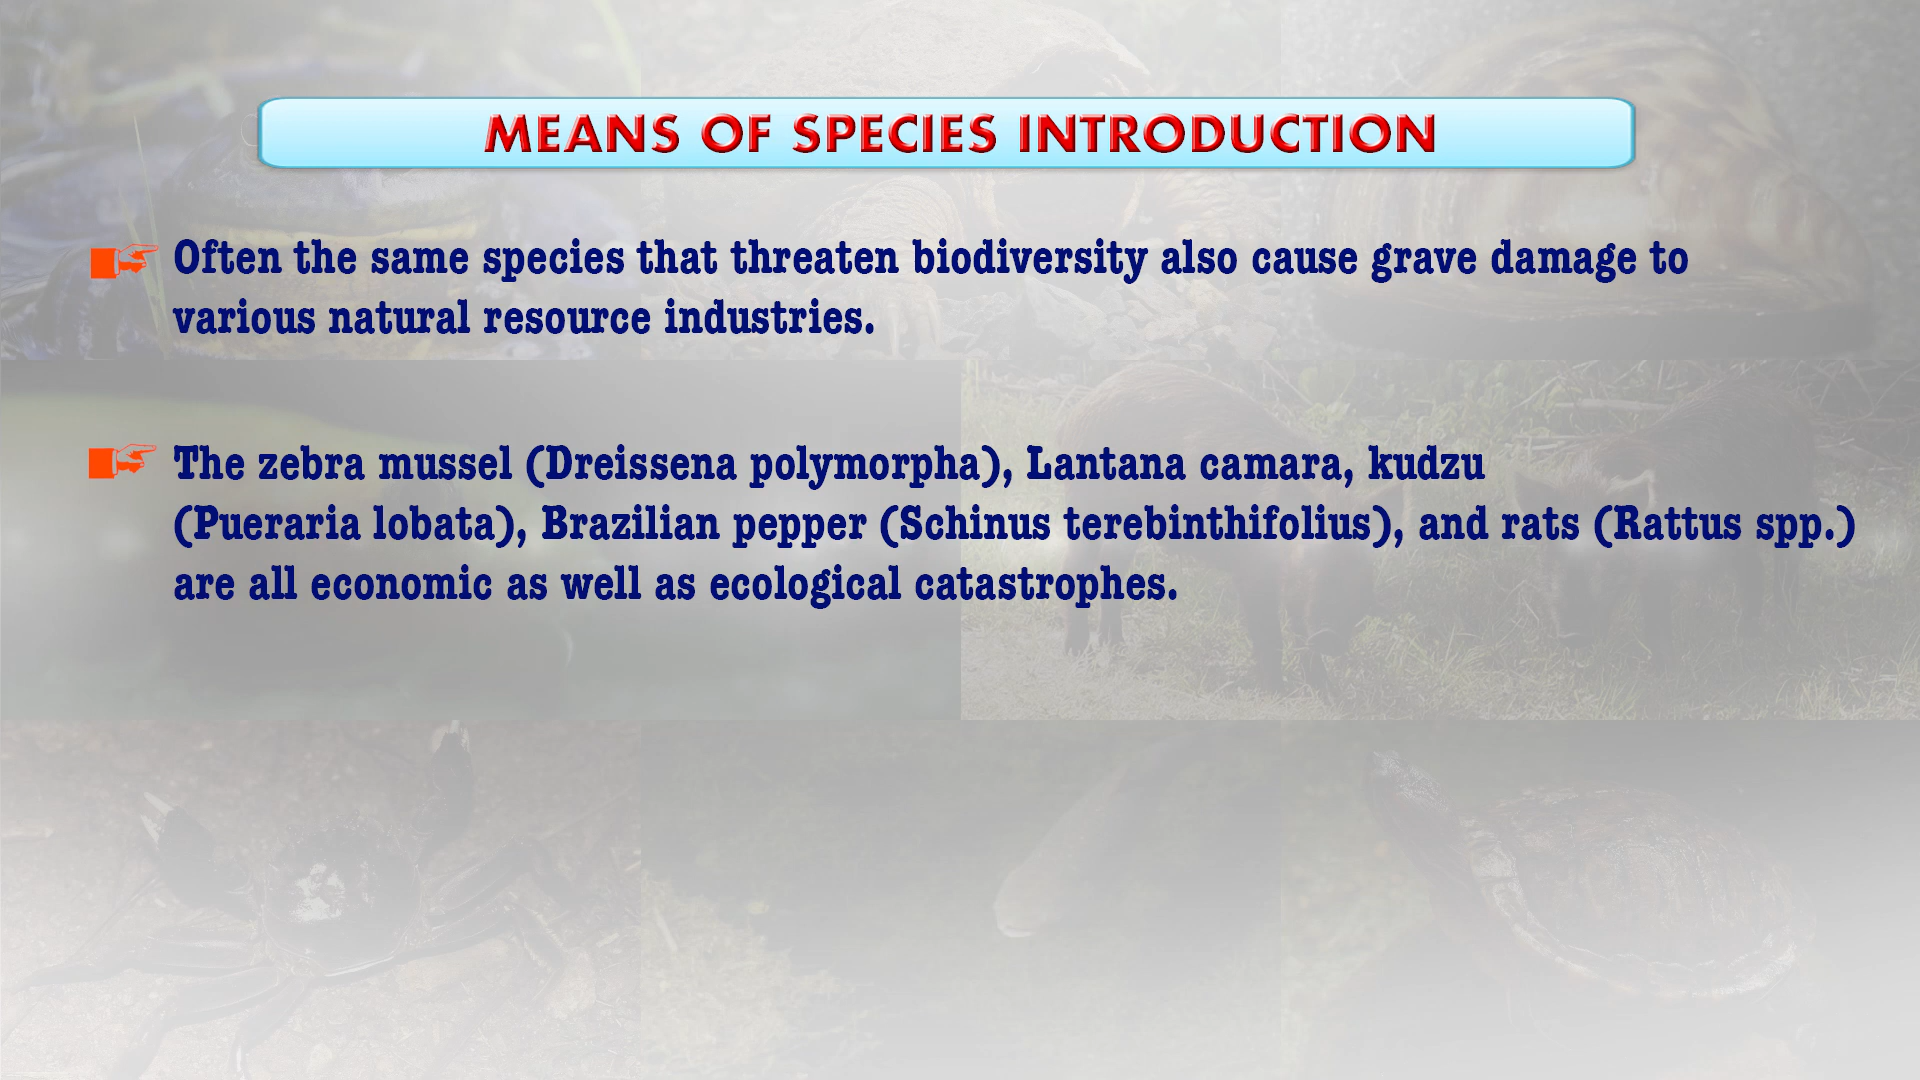 MEANS OF SPECIES INTRODUCTION
Often the same species that threaten biodiversity also cause grave damage to
various natural resource industries.
The zebra mussel (Dreissena polymorpha), Lantana camara, kudzu
(Pueraria lobata), Brazilian pepper (Schinus terebinthifolius), and rats (Rattus spp.)
are all economic as well as ecological catastrophes.